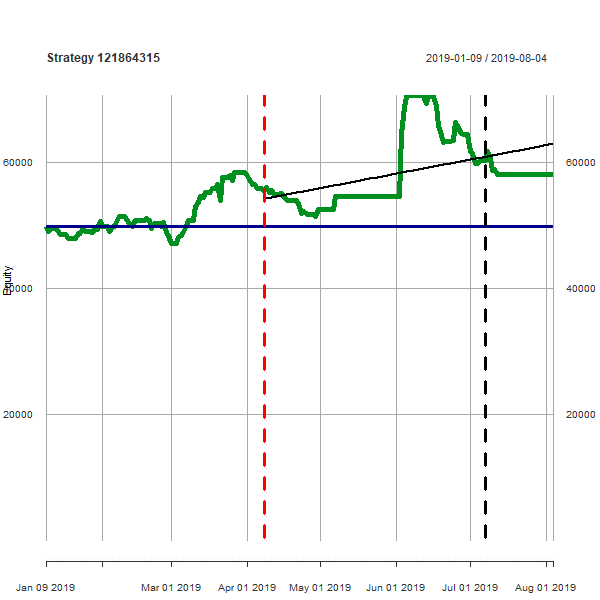 Strategy 121864315
2019-01-09 / 2019-08-04
60000
60000
Equity
40000
40000
20000
20000
Jan 09 2019
Mar 01 2019
Apr 01 2019
May 01 2019
Jun 01 2019
Jul 01 2019
Aug 01 2019